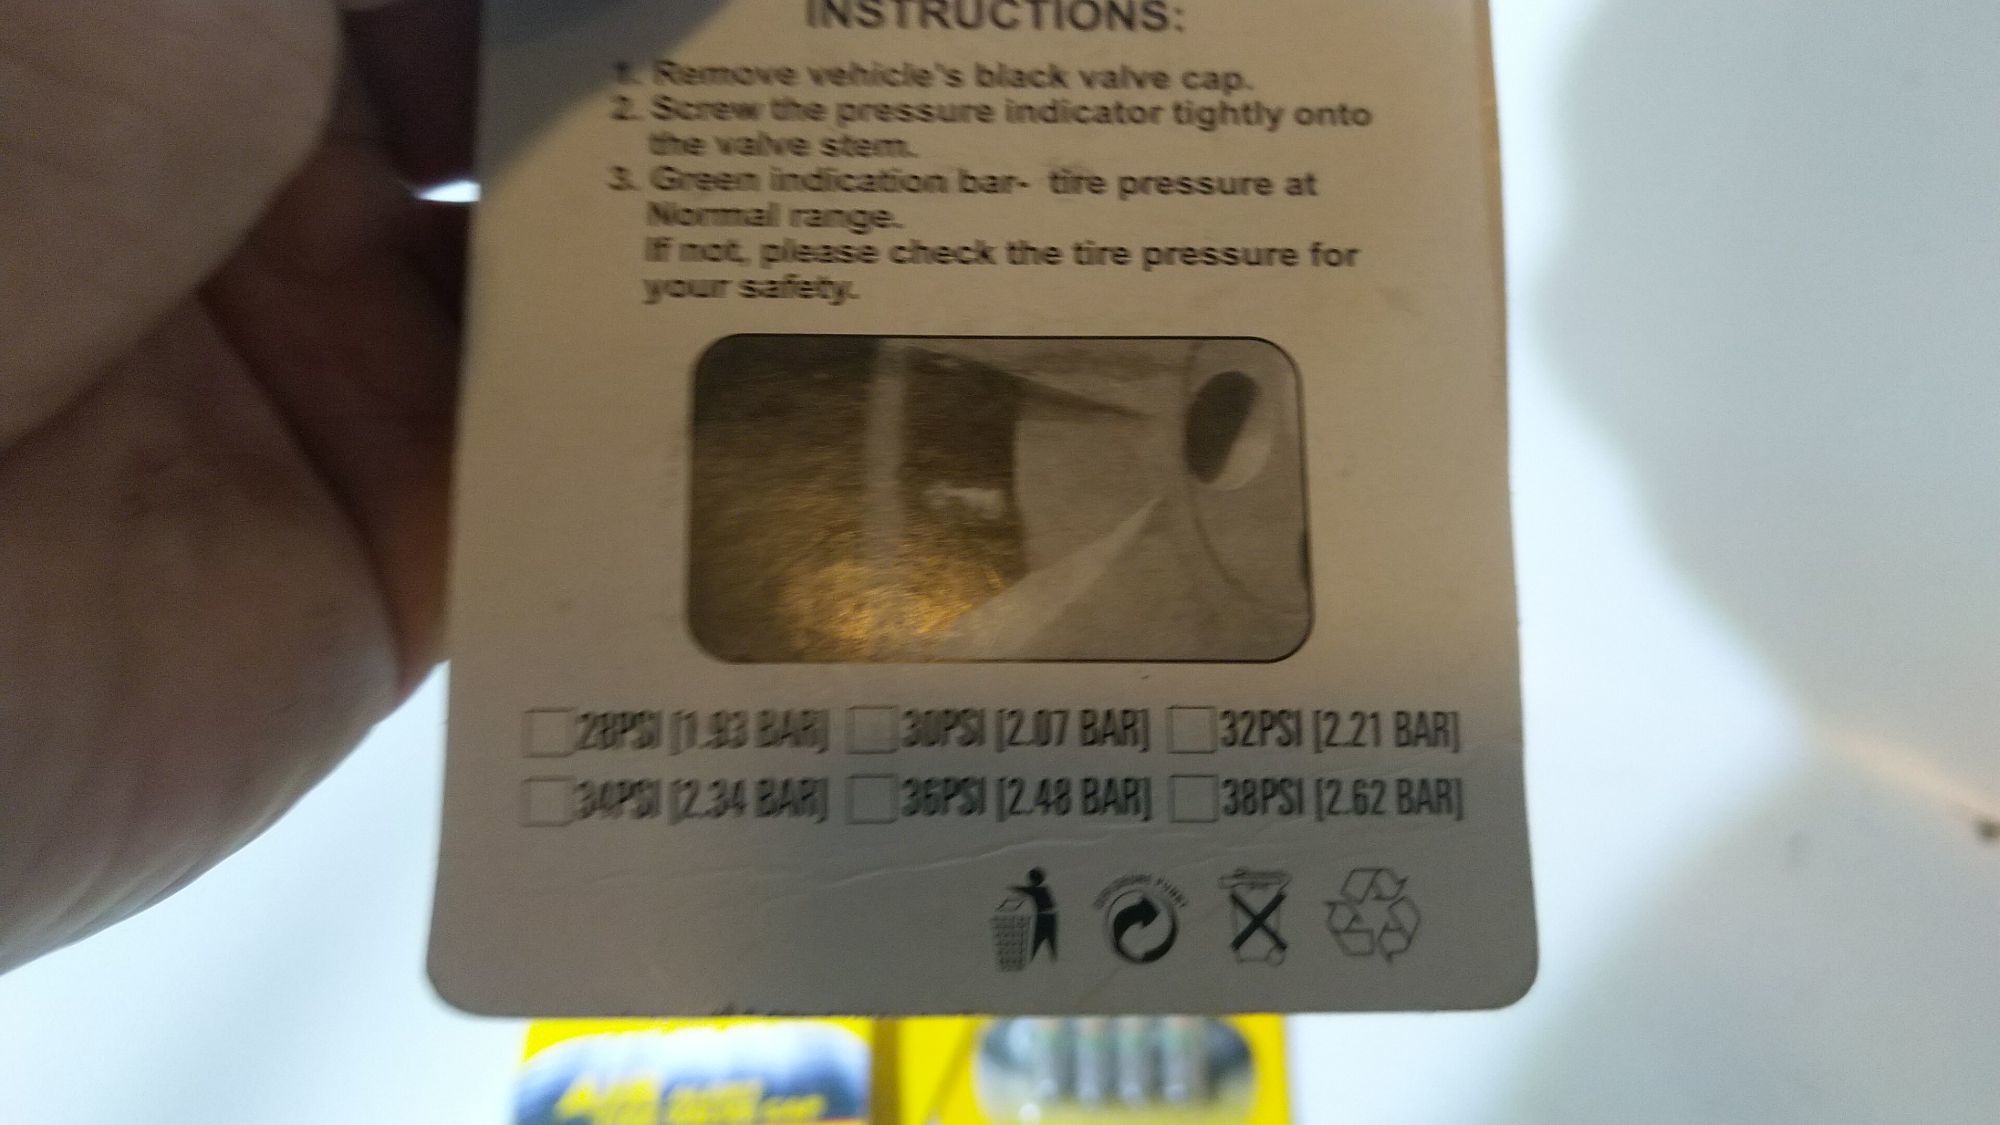 INSTRUCTIONS:
1. Remove vehicle's black valve cap.
2. Screw the pressure indicator tightly onto
the valve stem.
3. Green indication bar- tire pressure at
Normal range.
If not, please check the tire pressure for
your safety.
28PSI [1.93 BAR] 30PSI [2.07 BAR] 32PSI [2.21 BAR]
34PSI [2.34 BAR] 36PSI [2.48 BAR] 38PSI [2.62 BAR]
AIR